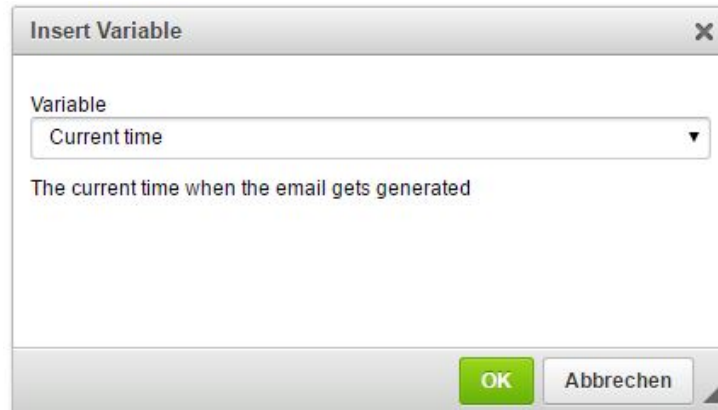 Insert Variable
Variable
Current time
The current time when the email gets generated
OK
Abbrechen